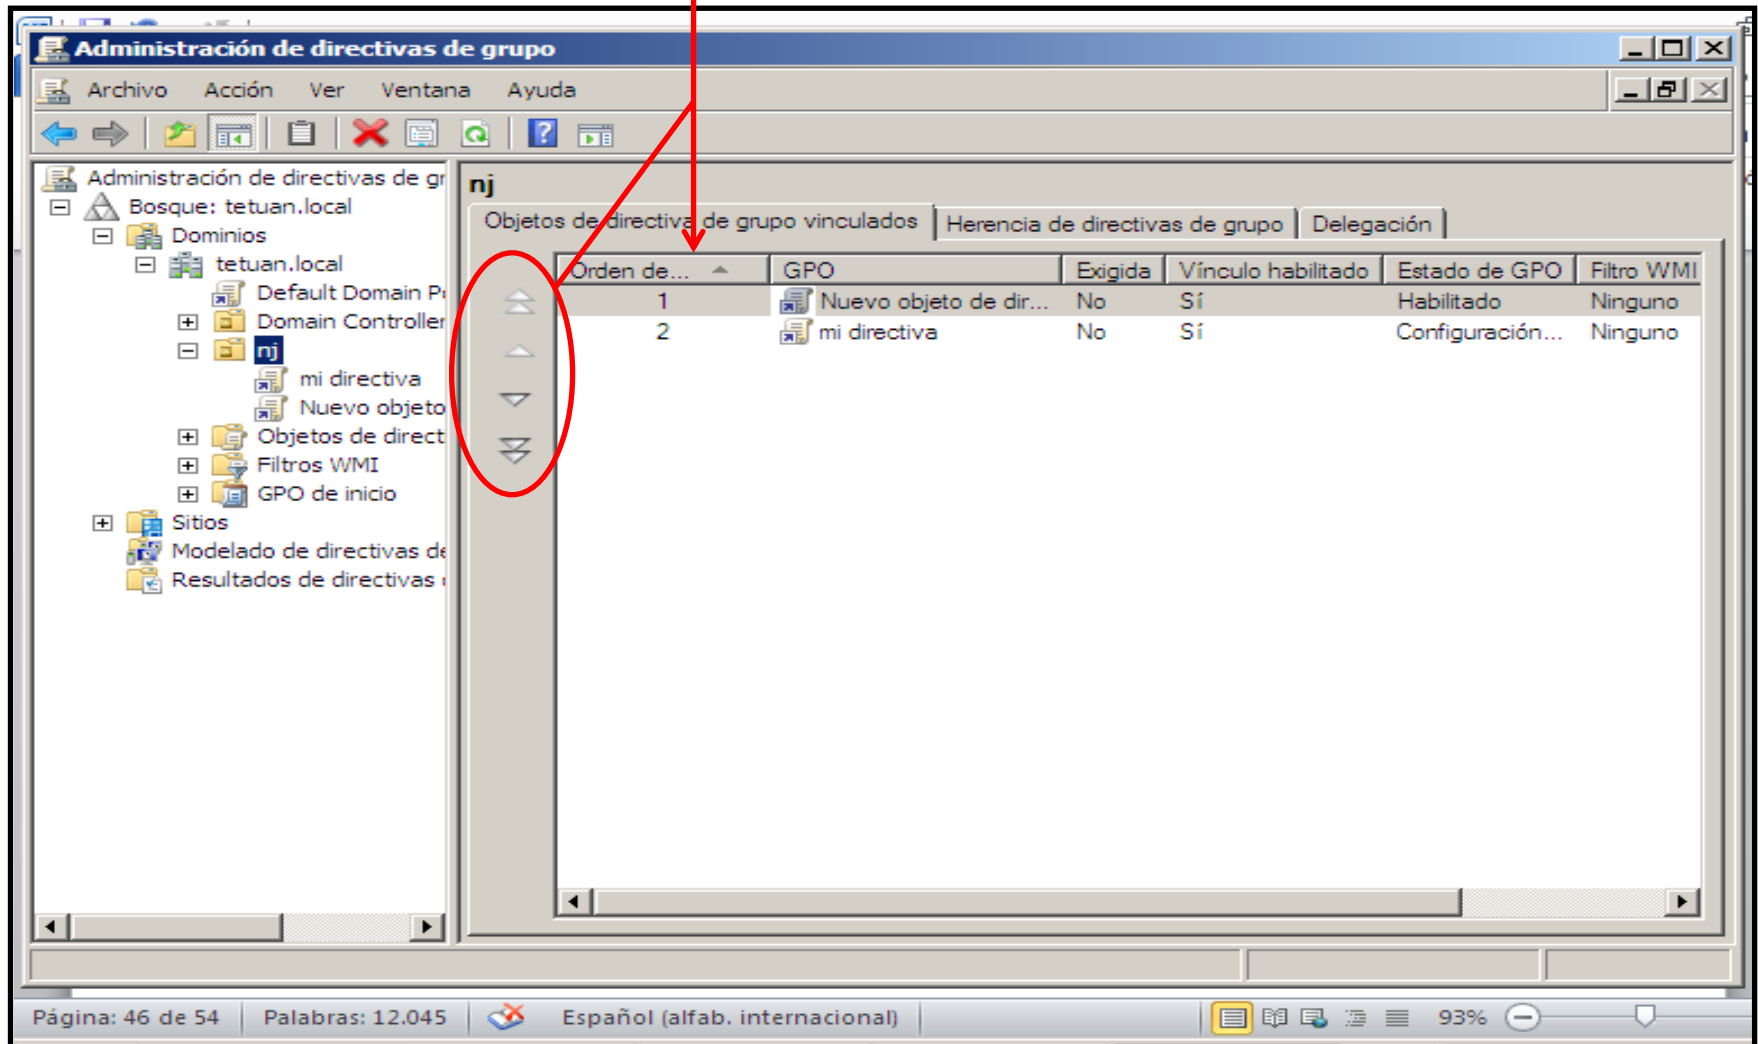 Administración de directivas de grupo
Archivo Acción Ver Ventana Ayuda
Administración de directivas de gr
Bosque: tetuan.local
Dominios
tetuan.local
Default Domain P
Domain Controller
nj
mi directiva
Nuevo objeto
Objetos de direct
Filtros WMI
GPO de inicio
Sitios
Modelado de directivas de
Resultados de directivas
nj
Objetos de directiva de grupo vinculados Herencia de directivas de grupo Delegación
Orden de... GPO Exigida Vínculo habilitado Estado de GPO Filtro WMI
1 Nuevo objeto de dir... No Sí Habilitado Ninguno
2 mi directiva No Sí Configuración... Ninguno
Página: 46 de 54 Palabras: 12.045 Español (alfab. internacional) 93%